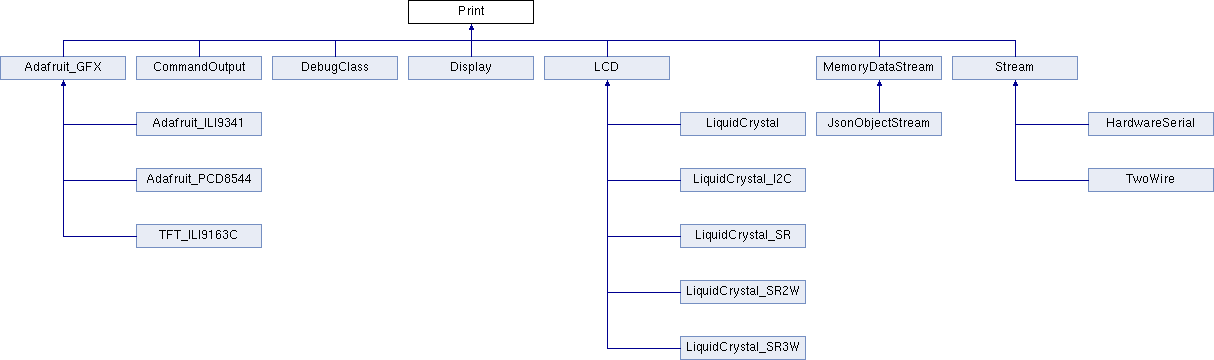 Print
Adafruit_GFX
CommandOutput
DebugClass
Display
LCD
MemoryDataStream
Stream
Adafruit_ILI9341
LiquidCrystal
JsonObjectStream
HardwareSerial
Adafruit_PCD8544
LiquidCrystal_I2C
TwoWire
TFT_ILI9163C
LiquidCrystal_SR
LiquidCrystal_SR2W
LiquidCrystal_SR3W